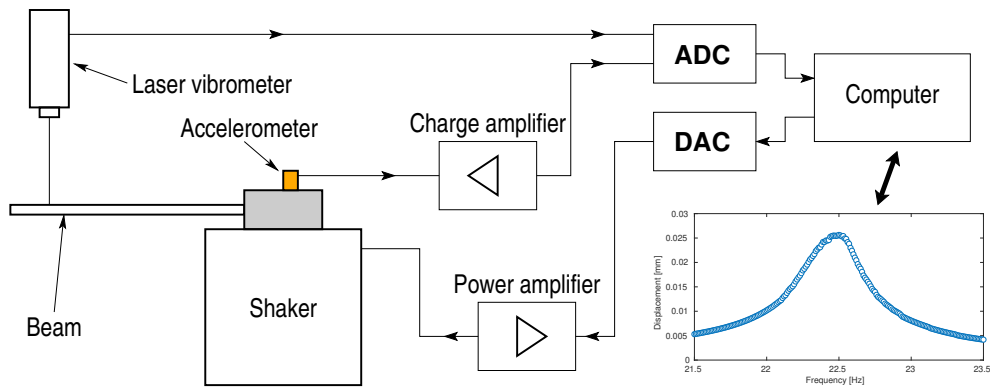 Laser vibrometer
Accelerometer
Charge amplifier
ADC
DAC
Computer
Shaker
Beam
Power amplifier
0.03
0.025
0.02
0.015
0.01
0.005
0
Displacement [mm]
21.5 22 22.5 23 23.5
Frequency [Hz]